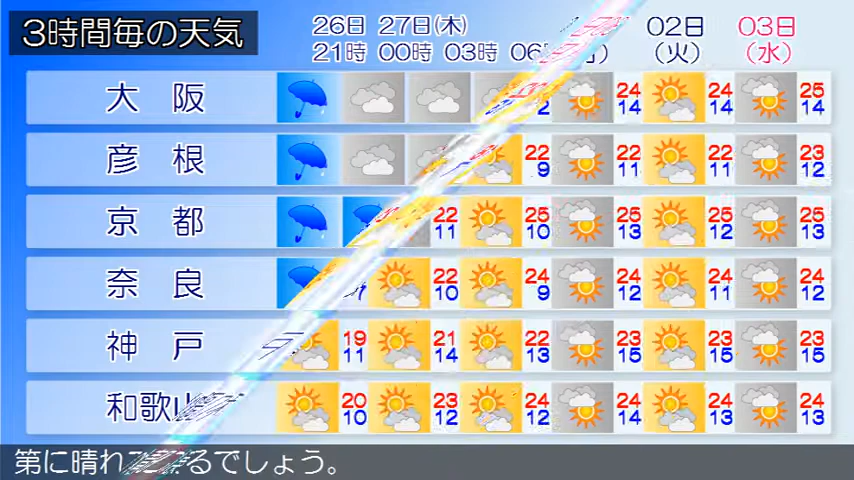 3時間毎の天気
26日 27日(木) 02日 03日
21時 00時 03時 (火) (水)
大阪 2 24 14 24 14 25 14
彦根 22 9 22 11 22 11 23 12
京都 22 11 25 10 25 13 25 12 25 13
奈良 22 10 24 9 24 12 24 11 24 12
神戸 19 11 21 14 22 13 23 15 23 15 23 15
和歌山 20 10 23 12 24 12 24 14 24 13 24 13
第に晴れ るでしょう。